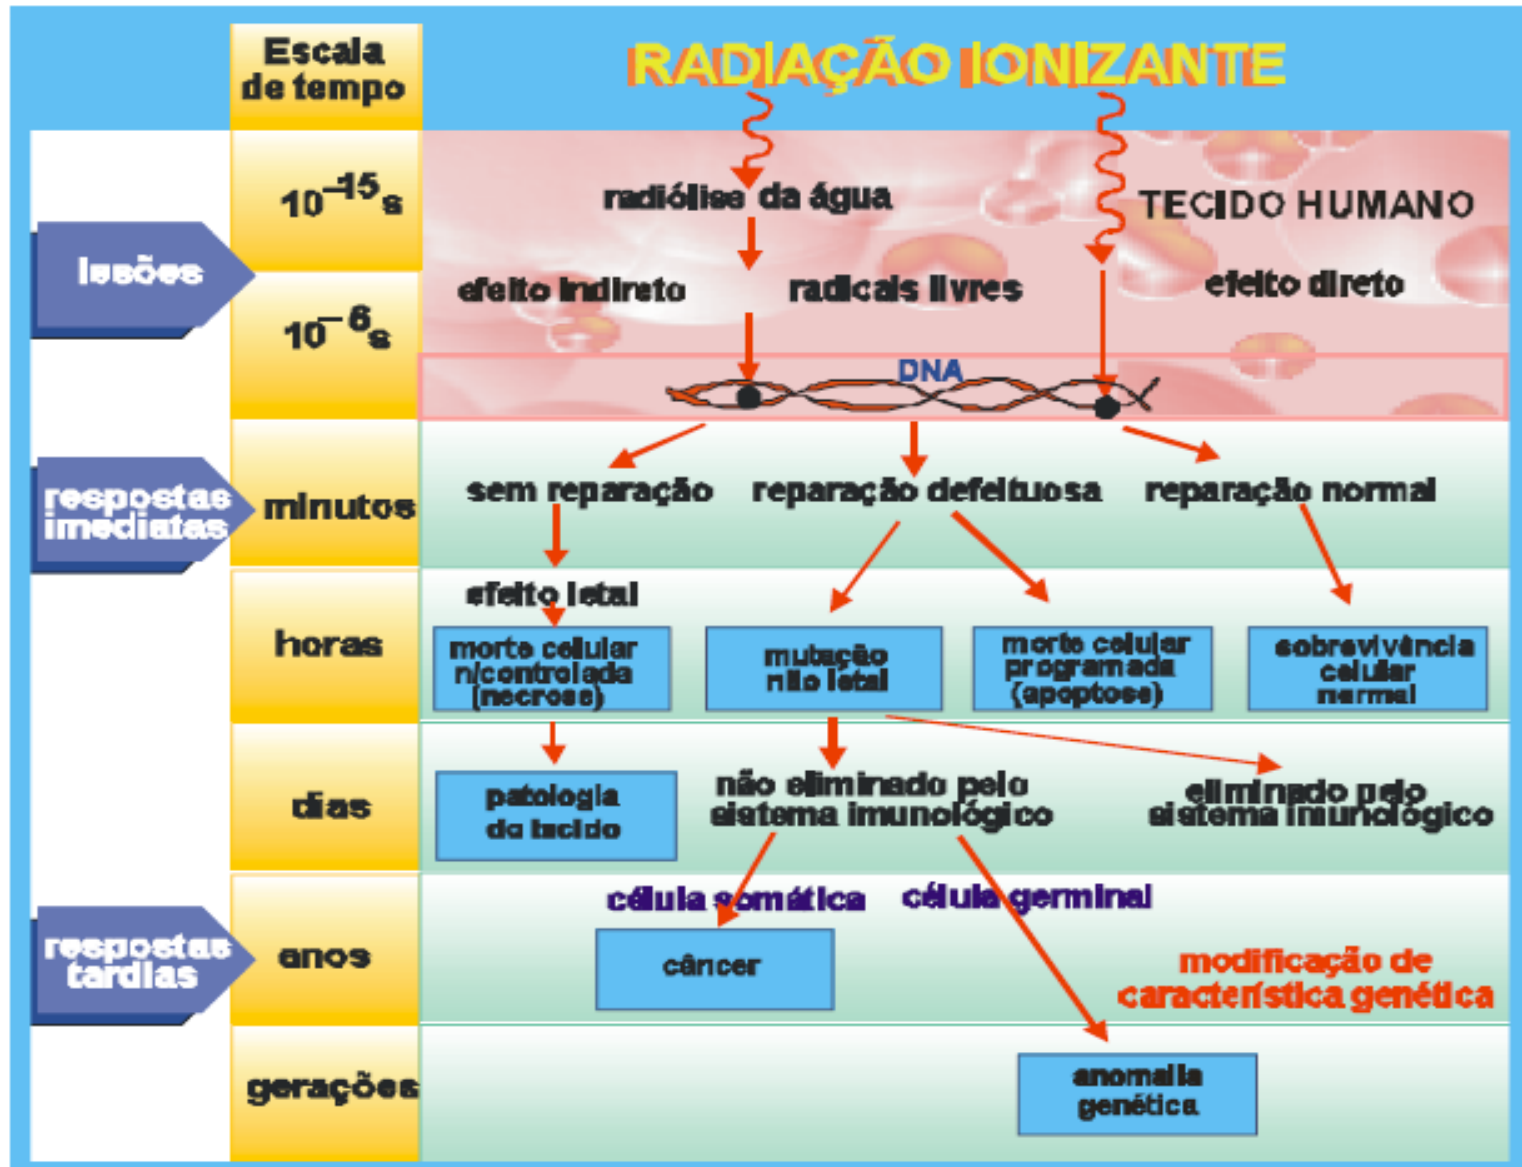 Escala
de tempo
RADIAÇÃO IONIZANTE
lesões
10⁻¹⁵ s
radiólise da água
TECIDO HUMANO
efeito indireto
radicais livres
efeito direto
10⁻⁶ s
DNA
respostas
imediatas
minutos
sem reparação
reparação defeituosa
reparação normal
horas
efeito letal
morte celular
n/controlada
(necrose)
mutação
não letal
morte celular
programada
(apoptose)
sobrevivência
celular
normal
dias
patologia
do tecido
não eliminado pelo
sistema imunológico
eliminado pelo
sistema imunológico
respostas
tardias
anos
célula somática
célula germinal
câncer
modificação de
característica genética
gerações
anomalia
genética